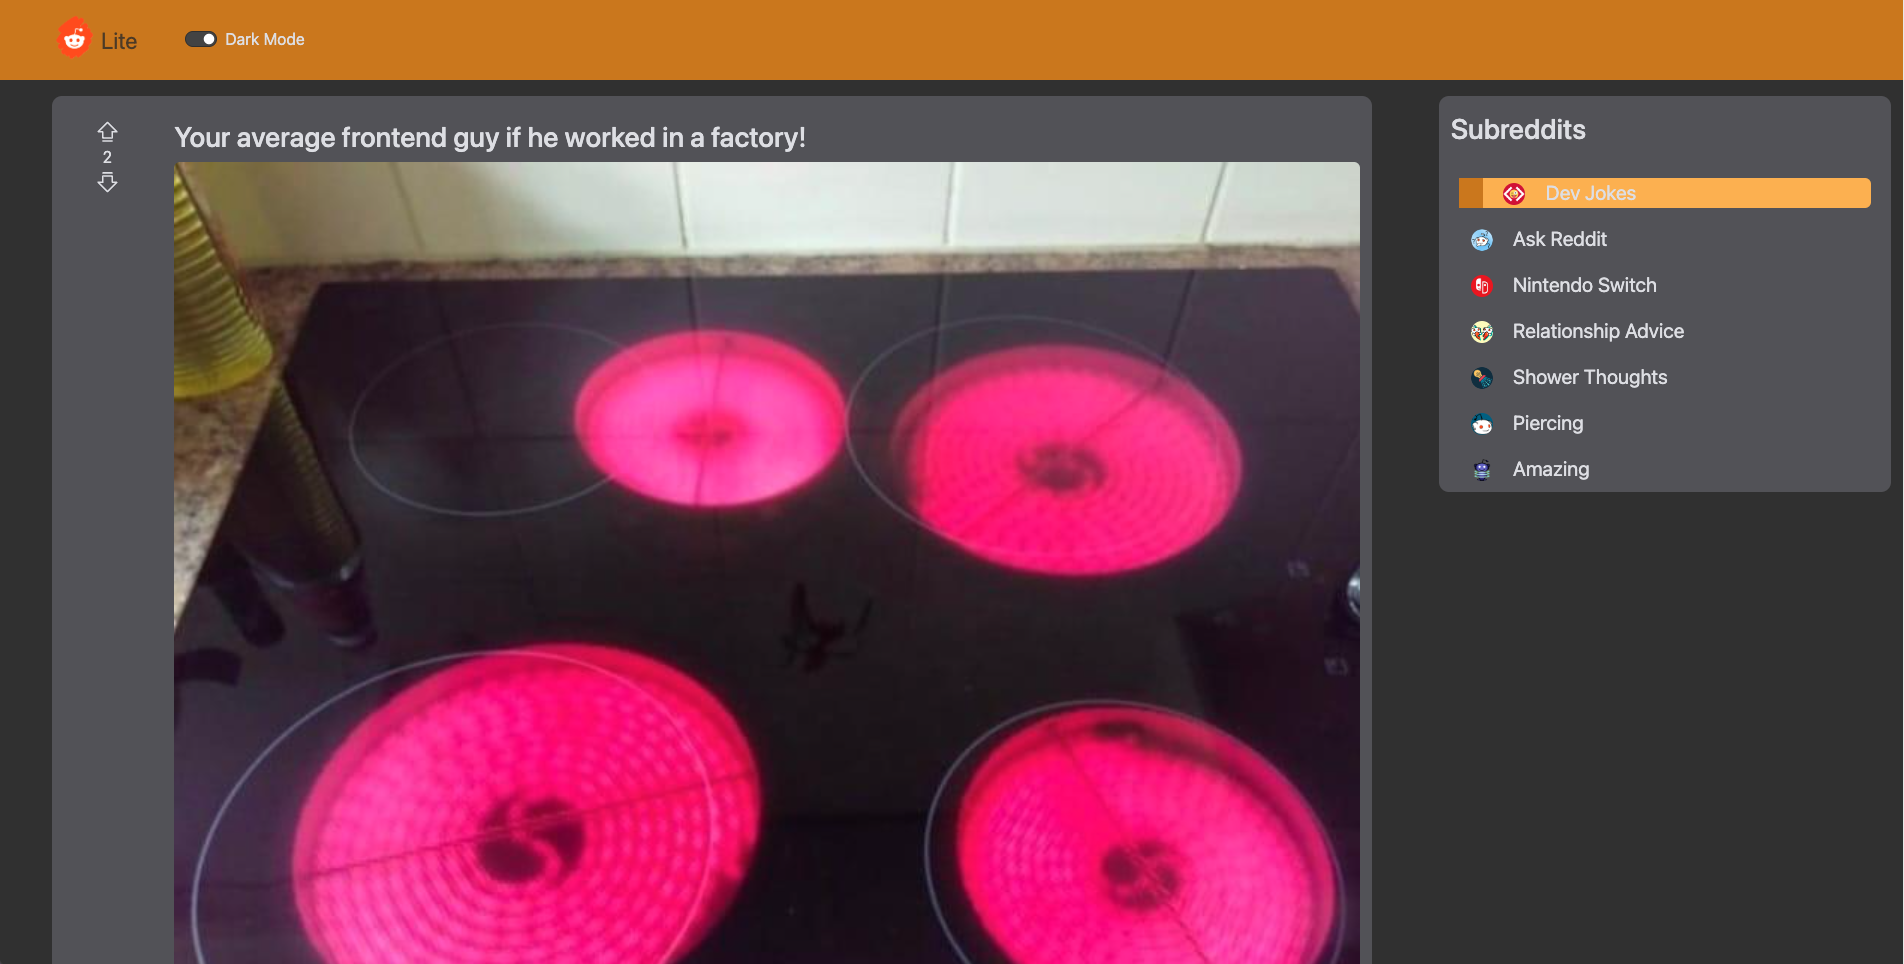 Lite
Dark Mode
2
Your average frontend guy if he worked in a factory!
Subreddits
Dev Jokes
Ask Reddit
Nintendo Switch
Relationship Advice
Shower Thoughts
Piercing
Amazing